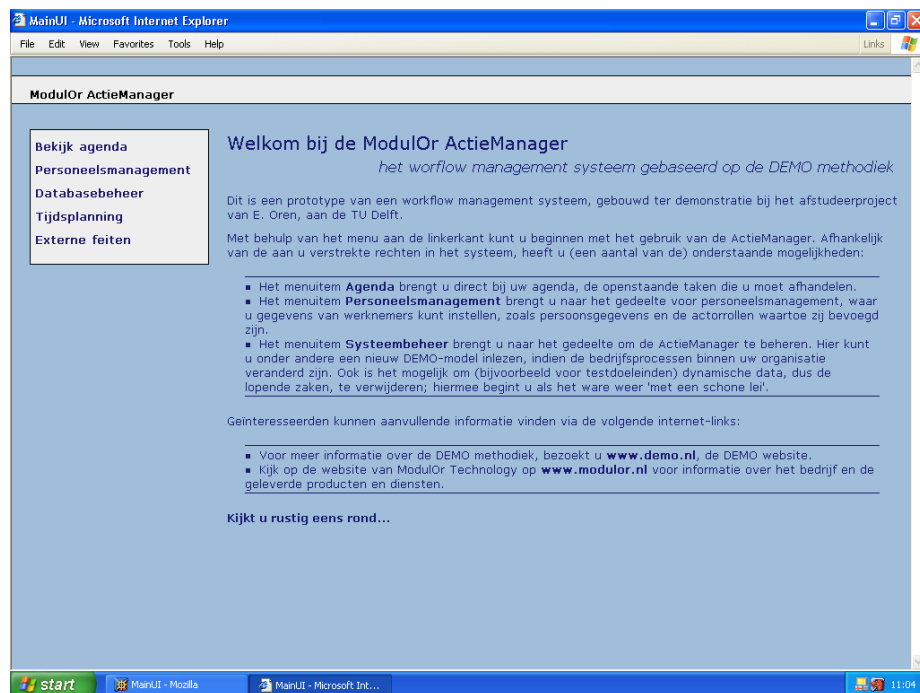 MainUI - Microsoft Internet Explorer
File Edit View Favorites Tools Help
Links
ModulOr ActieManager
Bekijk agenda
Personeelsmanagement
Databasebeheer
Tijdsplanning
Externe feiten
Welkom bij de ModulOr ActieManager
het worflow management systeem gebaseerd op de DEMO methodiek
Dit is een prototype van een workflow management systeem, gebouwd ter demonstratie bij het afstudeerproject
van E. Oren, aan de TU Delft.
Met behulp van het menu aan de linkerkant kunt u beginnen met het gebruik van de ActieManager. Afhankelijk
van de aan u verstrekte rechten in het systeem, heeft u (een aantal van de) onderstaande mogelijkheden:
▪ Het menuitem Agenda brengt u direct bij uw agenda, de openstaande taken die u moet afhandelen.
▪ Het menuitem Personeelsmanagement brengt u naar het gedeelte voor personeelsmanagement, waar
u gegevens van werknemers kunt instellen, zoals persoonsgegevens en de actorrollen waartoe zij bevoegd
zijn.
▪ Het menuitem Systeembeheer brengt u naar het gedeelte om de ActieManager te beheren. Hier kunt
u onder andere een nieuw DEMO-model inlezen, indien de bedrijfsprocessen binnen uw organisatie
veranderd zijn. Ook is het mogelijk om (bijvoorbeeld voor testdoeleinden) dynamische data, dus de
lopende zaken, te verwijderen; hiermee begint u als het ware weer 'met een schone lei'.
Geïnteresseerden kunnen aanvullende informatie vinden via de volgende internet-links:
▪ Voor meer informatie over de DEMO methodiek, bezoekt u www.demo.nl, de DEMO website.
▪ Kijk op de website van ModulOr Technology op www.modulor.nl voor informatie over het bedrijf en de
geleverde producten en diensten.
Kijkt u rustig eens rond...
start
MainUI - Mozilla
MainUI - Microsoft Int...
11:04